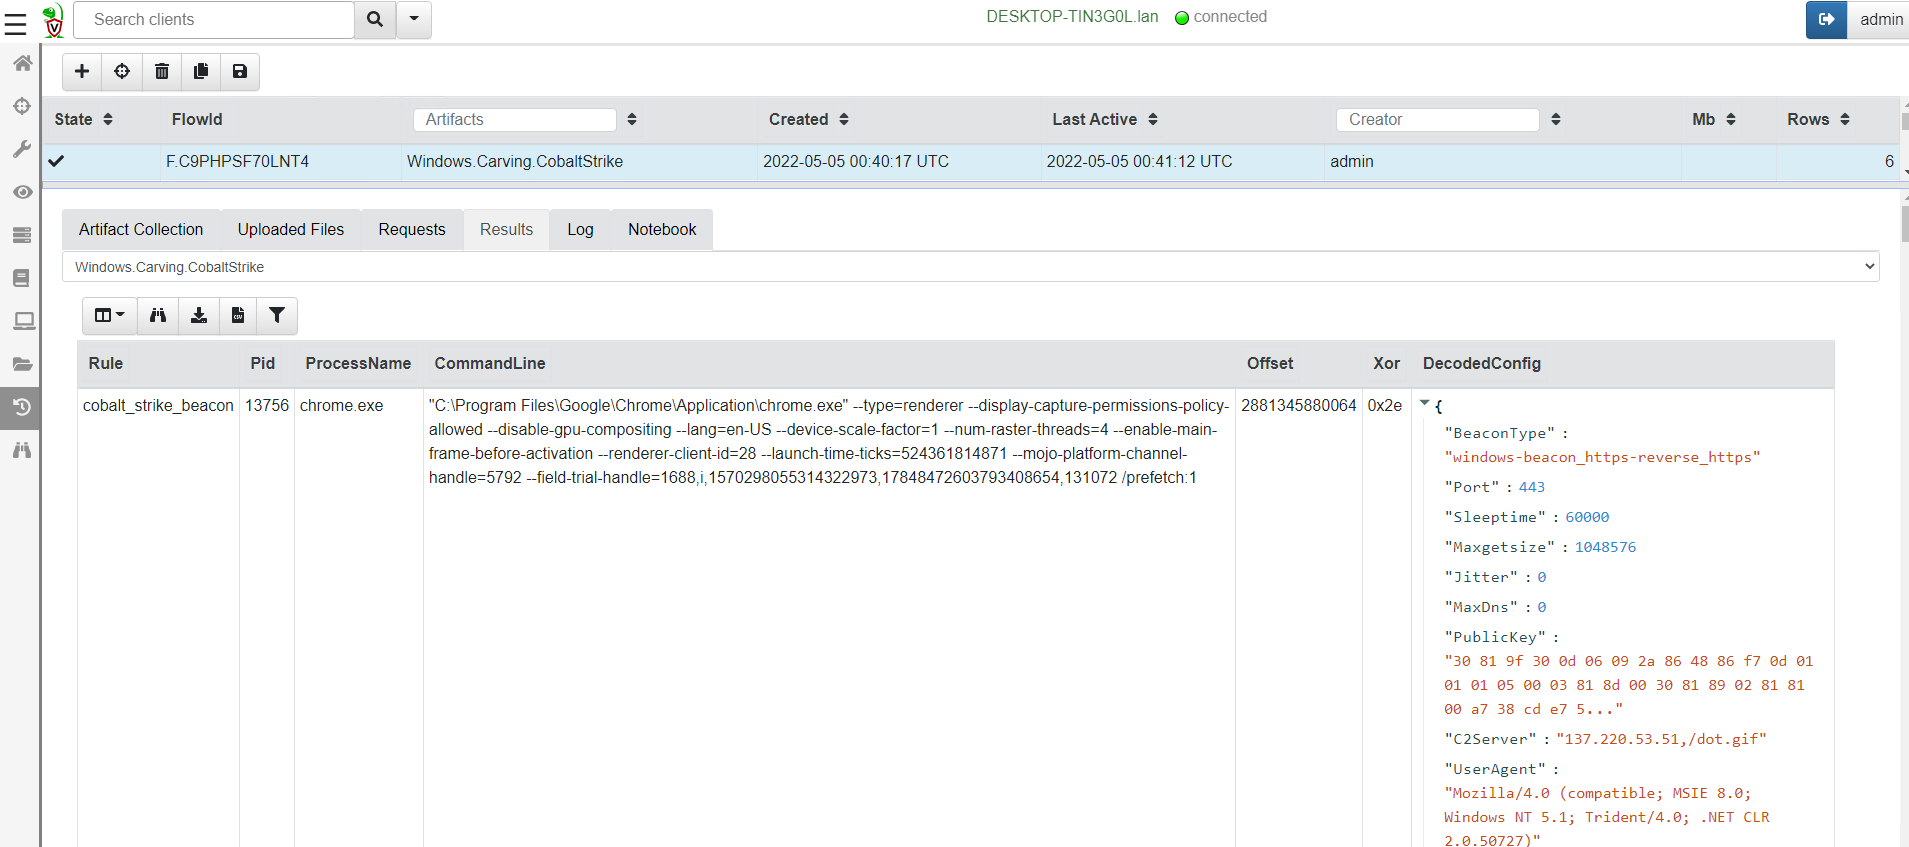 Search clients
DESKTOP-TIN3G0L.lan connected
admin
State FlowId Artifacts Created Last Active Creator Mb Rows
F.C9PHPSF70LNT4 Windows.Carving.CobaltStrike 2022-05-05 00:40:17 UTC 2022-05-05 00:41:12 UTC admin 6
Artifact Collection Uploaded Files Requests Results Log Notebook
Windows.Carving.CobaltStrike
CSV
Rule Pid ProcessName CommandLine Offset Xor DecodedConfig
cobalt_strike_beacon 13756 chrome.exe "C:\Program Files\Google\Chrome\Application\chrome.exe" --type=renderer --display-capture-permissions-policy- 2881345880064 0x2e {
allowed --disable-gpu-compositing --lang=en-US --device-scale-factor=1 --num-raster-threads=4 --enable-main-
frame-before-activation --renderer-client-id=28 --launch-time-ticks=524361814871 --mojo-platform-channel-
handle=5792 --field-trial-handle=1688,i,1570298055314322973,17848472603793408654,131072 /prefetch:1
"BeaconType" :
"windows-beacon_https-reverse_https"
"Port" : 443
"Sleeptime" : 60000
"Maxgetsize" : 1048576
"Jitter" : 0
"MaxDns" : 0
"PublicKey" :
"30 81 9f 30 0d 06 09 2a 86 48 86 f7 0d 01
01 01 05 00 03 81 8d 00 30 81 89 02 81 81
00 a7 38 cd e7 5..."
"C2Server" : "137.220.53.51,/dot.gif"
"UserAgent" :
"Mozilla/4.0 (compatible; MSIE 8.0;
Windows NT 5.1; Trident/4.0; .NET CLR
2.0.50727)"